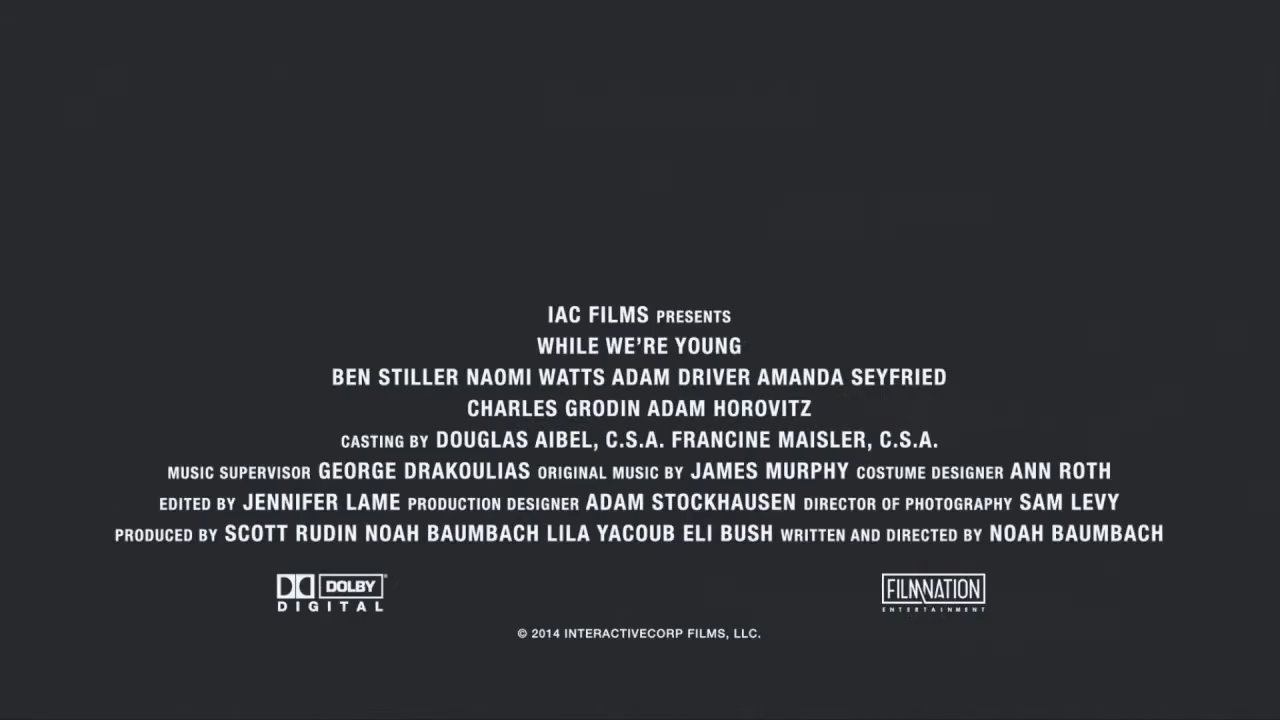 IAC FILMS PRESENTS
WHILE WE'RE YOUNG
BEN STILLER NAOMI WATTS ADAM DRIVER AMANDA SEYFRIED
CHARLES GRODIN ADAM HOROVITZ
CASTING BY DOUGLAS AIBEL, C.S.A. FRANCINE MAISLER, C.S.A.
MUSIC SUPERVISOR GEORGE DRAKOULIAS ORIGINAL MUSIC BY JAMES MURPHY COSTUME DESIGNER ANN ROTH
EDITED BY JENNIFER LAME PRODUCTION DESIGNER ADAM STOCKHAUSEN DIRECTOR OF PHOTOGRAPHY SAM LEVY
PRODUCED BY SCOTT RUDIN NOAH BAUMBACH LILA YACOUB ELI BUSH WRITTEN AND DIRECTED BY NOAH BAUMBACH
DOLBY
DIGITAL
FILMNATION
ENTERTAINMENT
© 2014 INTERACTIVECORP FILMS, LLC.